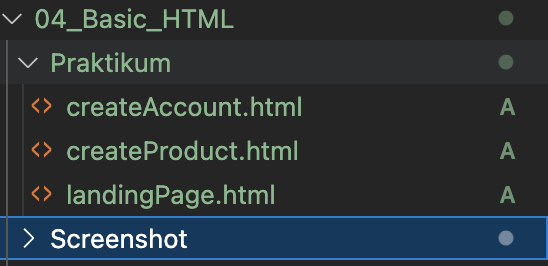 04_Basic_HTML
Praktikum
createAccount.html A
createProduct.html A
landingPage.html A
Screenshot